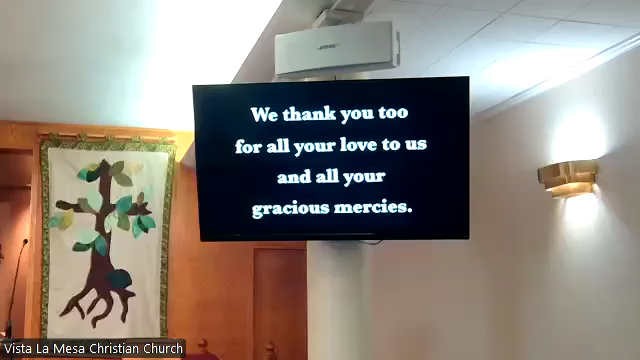 BOSE
We thank you too
for all your love to us
and all your
gracious mercies.
Vista La Mesa Christian Church